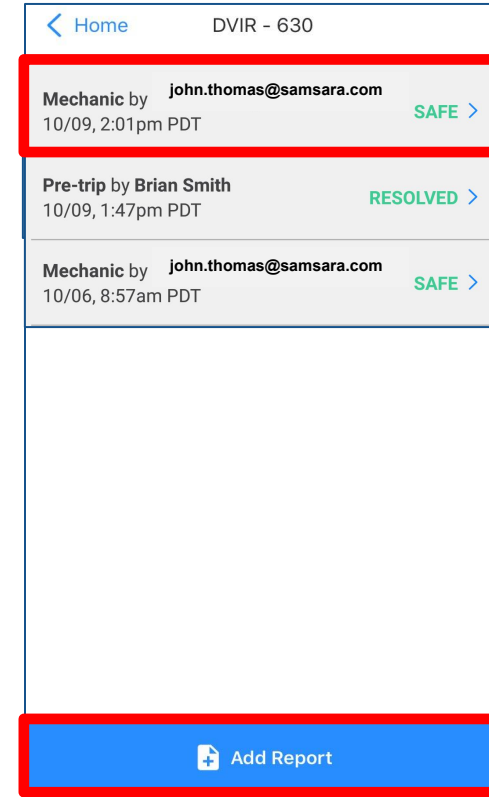 Home DVIR - 630
Mechanic by john.thomas@samsara.com
10/09, 2:01pm PDT
SAFE
Pre-trip by Brian Smith
10/09, 1:47pm PDT
RESOLVED
Mechanic by john.thomas@samsara.com
10/06, 8:57am PDT
SAFE
Add Report